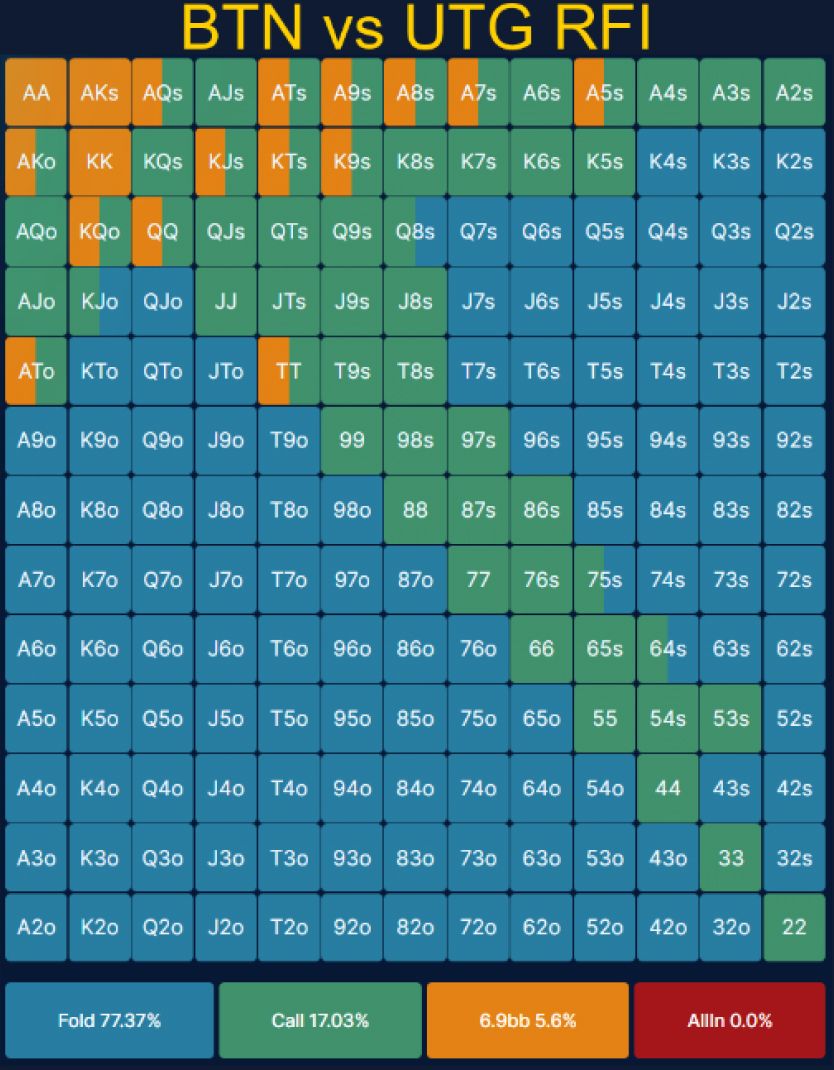 BTN vs UTG RFI
AA AKs AQs AJs ATs A9s A8s A7s A6s A5s A4s A3s A2s
AKo KK KQs KJs KTs K9s K8s K7s K6s K5s K4s K3s K2s
AQo KQo QQ QJs QTs Q9s Q8s Q7s Q6s Q5s Q4s Q3s Q2s
AJo KJo QJo JJ JTs J9s J8s J7s J6s J5s J4s J3s J2s
ATo KTo QTo JTo TT T9s T8s T7s T6s T5s T4s T3s T2s
A9o K9o Q9o J9o T9o 99 98s 97s 96s 95s 94s 93s 92s
A8o K8o Q8o J8o T8o 98o 88 87s 86s 85s 84s 83s 82s
A7o K7o Q7o J7o T7o 97o 87o 77 76s 75s 74s 73s 72s
A6o K6o Q6o J6o T6o 96o 86o 76o 66 65s 64s 63s 62s
A5o K5o Q5o J5o T5o 95o 85o 75o 65o 55 54s 53s 52s
A4o K4o Q4o J4o T4o 94o 84o 74o 64o 54o 44 43s 42s
A3o K3o Q3o J3o T3o 93o 83o 73o 63o 53o 43o 33 32s
A2o K2o Q2o J2o T2o 92o 82o 72o 62o 52o 42o 32o 22
Fold 77.37% Call 17.03% 6.9bb 5.6% AllIn 0.0%